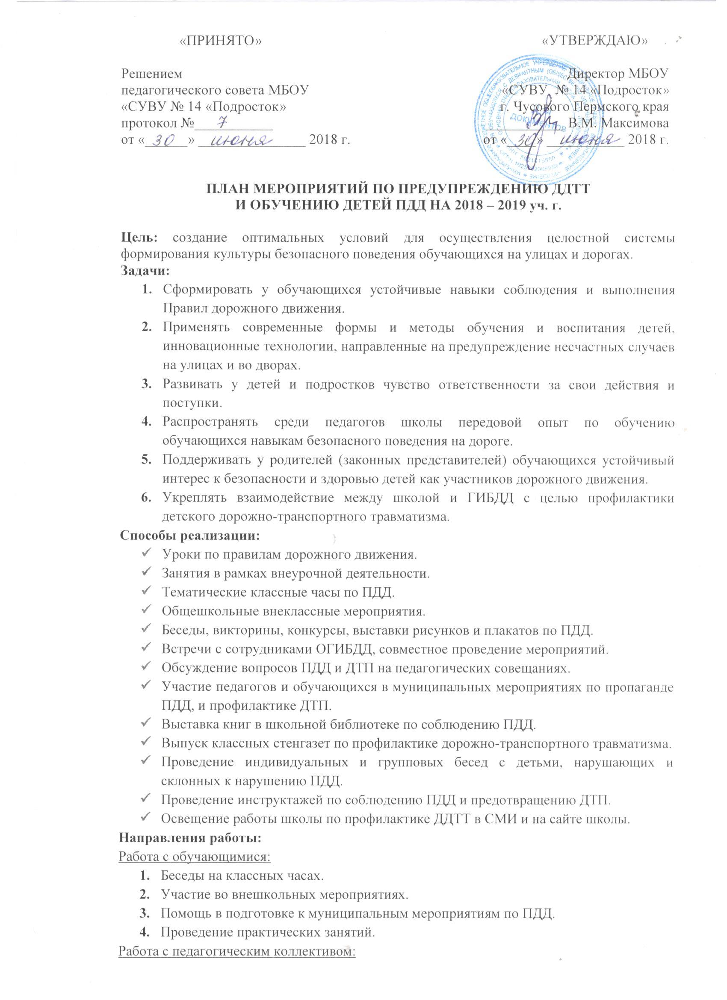 «ПРИНЯТО»
Решением
педагогического совета МБОУ
«СУВУ № 14 «Подросток»
протокол № 7
от «30» июня 2018 г.
«УТВЕРЖДАЮ»
Директор МБОУ
«СУВУ № 14 «Подросток»
г. Чусового Пермского края
В.М. Максимова
от «30» июня 2018 г.
документов
ПЛАН МЕРОПРИЯТИЙ ПО ПРЕДУПРЕЖДЕНИЮ ДДТТ
И ОБУЧЕНИЮ ДЕТЕЙ ПДД НА 2018 – 2019 уч. г.
Цель: создание оптимальных условий для осуществления целостной системы
формирования культуры безопасного поведения обучающихся на улицах и дорогах.
Задачи:
1. Сформировать у обучающихся устойчивые навыки соблюдения и выполнения
Правил дорожного движения.
2. Применять современные формы и методы обучения и воспитания детей,
инновационные технологии, направленные на предупреждение несчастных случаев
на улицах и во дворах.
3. Развивать у детей и подростков чувство ответственности за свои действия и
поступки.
4. Распространять среди педагогов школы передовой опыт по обучению
обучающихся навыкам безопасного поведения на дороге.
5. Поддерживать у родителей (законных представителей) обучающихся устойчивый
интерес к безопасности и здоровью детей как участников дорожного движения.
6. Укреплять взаимодействие между школой и ГИБДД с целью профилактики
детского дорожно-транспортного травматизма.
Способы реализации:
✓ Уроки по правилам дорожного движения.
✓ Занятия в рамках внеурочной деятельности.
✓ Тематические классные часы по ПДД.
✓ Общешкольные внеклассные мероприятия.
✓ Беседы, викторины, конкурсы, выставки рисунков и плакатов по ПДД.
✓ Встречи с сотрудниками ОГИБДД, совместное проведение мероприятий.
✓ Обсуждение вопросов ПДД и ДТП на педагогических совещаниях.
✓ Участие педагогов и обучающихся в муниципальных мероприятиях по пропаганде
ПДД, и профилактике ДТП.
✓ Выставка книг в школьной библиотеке по соблюдению ПДД.
✓ Выпуск классных стенгазет по профилактике дорожно-транспортного травматизма.
✓ Проведение индивидуальных и групповых бесед с детьми, нарушающих и
склонных к нарушению ПДД.
✓ Проведение инструктажей по соблюдению ПДД и предотвращению ДТП.
✓ Освещение работы школы по профилактике ДДТТ в СМИ и на сайте школы.
Направления работы:
Работа с обучающимися:
1. Беседы на классных часах.
2. Участие во внешкольных мероприятиях.
3. Помощь в подготовке к муниципальным мероприятиям по ПДД.
4. Проведение практических занятий.
Работа с педагогическим коллективом: